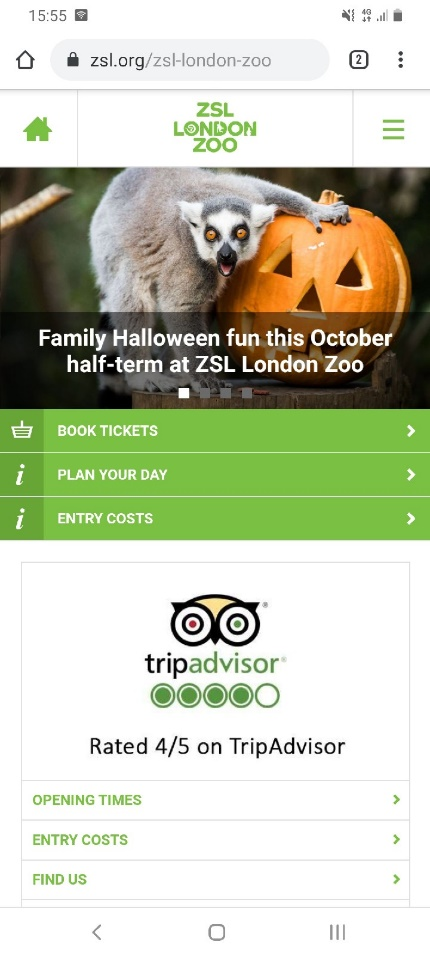 15:55
4G
zsl.org/zsl-london-zoo
2
ZSL
LONDON
ZOO
Family Halloween fun this October
half-term at ZSL London Zoo
BOOK TICKETS
i PLAN YOUR DAY
i ENTRY COSTS
tripadvisor®
Rated 4/5 on TripAdvisor
OPENING TIMES
ENTRY COSTS
FIND US